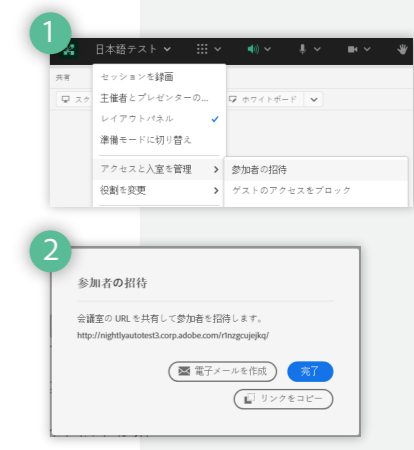 1
日本語テスト
共有
セッションを録画
主催者とプレゼンターの...
スク
ホワイトボード
レイアウトパネル
準備モードに切り替え
アクセスと入室を管理
参加者の招待
役割を変更
ゲストのアクセスをブロック
2
参加者の招待
会議室の URL を共有して参加者を招待します。
http://nightlyautotest3.corp.adobe.com/r1nzgcujejkq/
電子メールを作成
完了
リンクをコピー